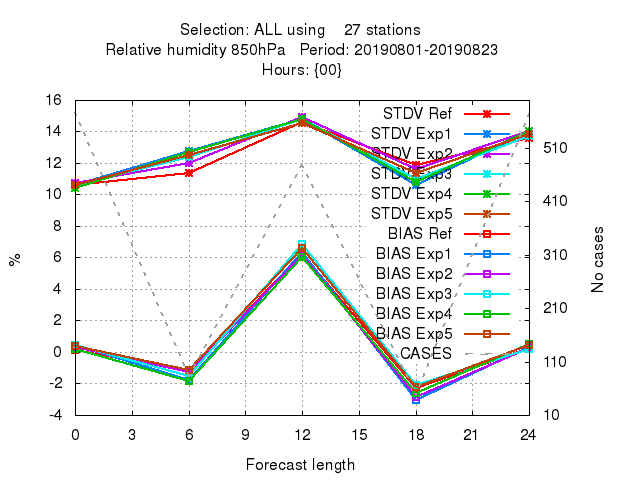 Selection: ALL using    27 stations
Relative humidity 850hPa   Period: 20190801-20190823
Hours: {00}
16
14
12
10
8
6
4
2
0
-2
-4
%
STDV Ref
STDV Exp1
STDV Exp2
STDV Exp3
STDV Exp4
STDV Exp5
BIAS Ref
BIAS Exp1
BIAS Exp2
BIAS Exp3
BIAS Exp4
BIAS Exp5
CASES
510
410
310
210
110
10
No cases
0 3 6 9 12 15 18 21 24
Forecast length